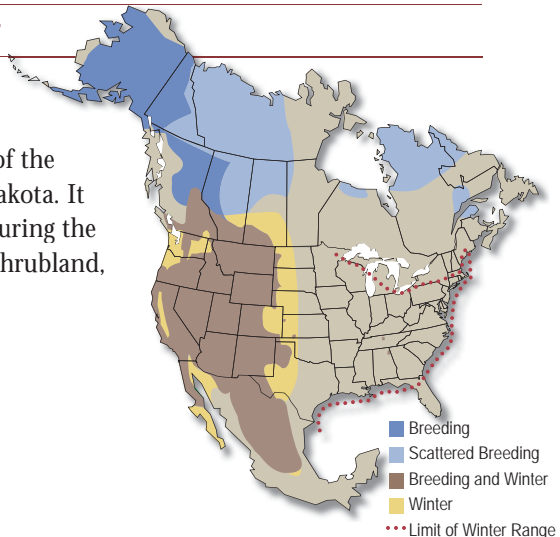 of the
akota. It
uring the
hrubland,
Breeding
Scattered Breeding
Breeding and Winter
Winter
Limit of Winter Range